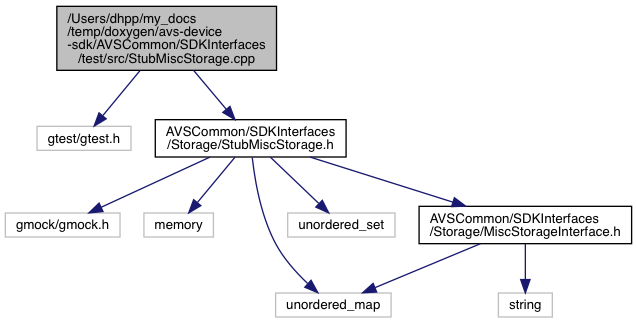 /Users/dhpp/my_docs
/temp/doxygen/avs-device
-sdk/AVSCommon/SDKInterfaces
/test/src/StubMiscStorage.cpp
gtest/gtest.h
AVSCommon/SDKInterfaces
/Storage/StubMiscStorage.h
gmock/gmock.h
memory
unordered_set
AVSCommon/SDKInterfaces
/Storage/MiscStorageInterface.h
unordered_map
string